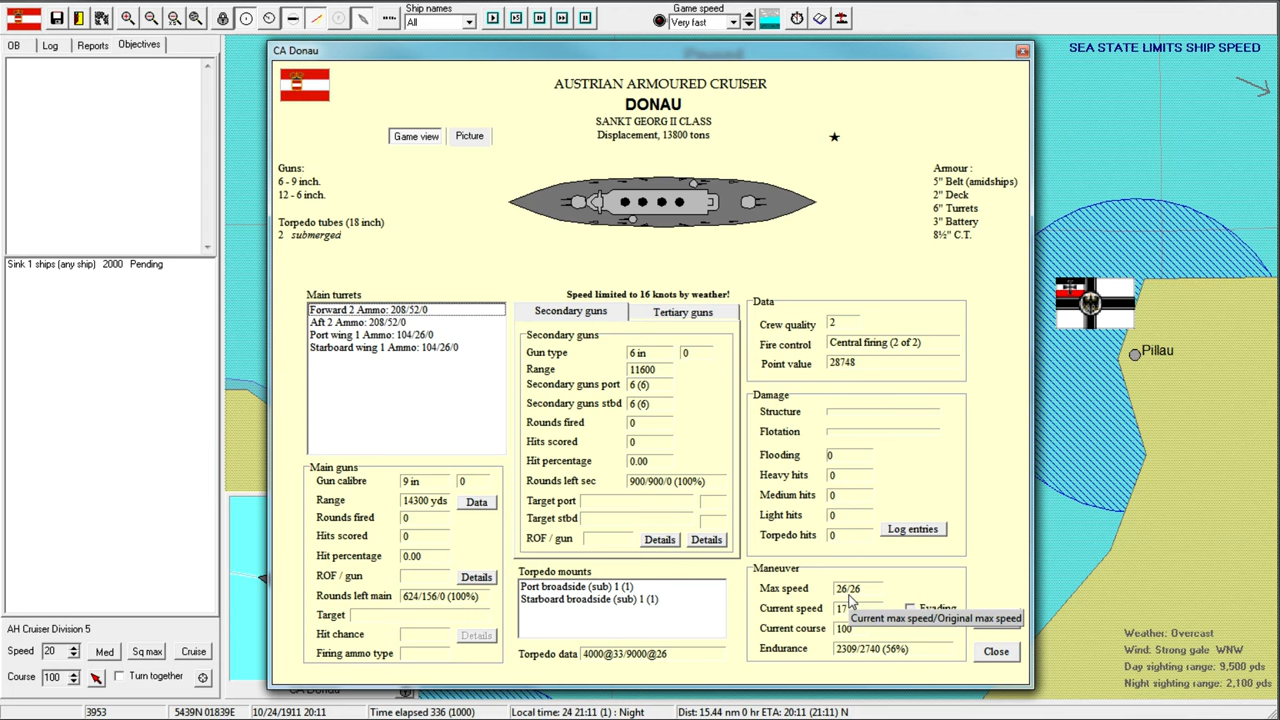 Ship names
All
Game speed
Very fast
OB
Log
Reports
Objectives
SEA STATE LIMITS SHIP SPEED
Sink 1 ships (any ship) 2000 Pending
AH Cruiser Division 5
Speed 20 Med Sq max Cruise
Course 100 Turn together
CA Donau
AUSTRIAN ARMOURED CRUISER
DONAU
SANKT GEORG II CLASS
Displacement, 13800 tons
Game view
Picture
★
Guns:
6 - 9 inch.
12 - 6 inch.
Torpedo tubes (18 inch)
2 submerged
Armour :
5" Belt (amidships)
2" Deck
6" Turrets
3" Battery
8½" C.T.
Main turrets
Forward 2 Ammo: 208/52/0
Aft 2 Ammo: 208/52/0
Port wing 1 Ammo: 104/26/0
Starboard wing 1 Ammo: 104/26/0
Main guns
Gun calibre 9 in 0
Range 14300 yds Data
Rounds fired 0
Hits scored 0
Hit percentage 0.00
ROF / gun Details
Rounds left main 624/156/0 (100%)
Target
Hit chance Details
Firing ammo type
Speed limited to 16 knots by weather!
Secondary guns
Tertiary guns
Secondary guns
Gun type 6 in 0
Range 11600
Secondary guns port 6 (6)
Secondary guns stbd 6 (6)
Rounds fired 0
Hits scored 0
Hit percentage 0.00
Rounds left sec 900/900/0 (100%)
Target port
Target stbd
ROF / gun Details Details
Torpedo mounts
Port broadside (sub) 1 (1)
Starboard broadside (sub) 1 (1)
Torpedo data 4000@33/9000@26
Data
Crew quality 2
Fire control Central firing (2 of 2)
Point value 28748
Damage
Structure
Flotation
Flooding 0
Heavy hits 0
Medium hits 0
Light hits 0
Torpedo hits 0
Log entries
Maneuver
Max speed 26/26
Current speed 17
Current max speed/Original max speed
Current course 100
Endurance 2309/2740 (56%)
Close
Pillau
Weather: Overcast
Wind: Strong gale WNW
Day sighting range: 9,500 yds
Night sighting range: 2,100 yds
3953
5439N 01839E
10/24/1911 20:11
Time elapsed 336 (1000)
Local time: 24 21:11 (1) : Night
Dist: 15.44 nm 0 hr ETA: 20:11 (21:11) N